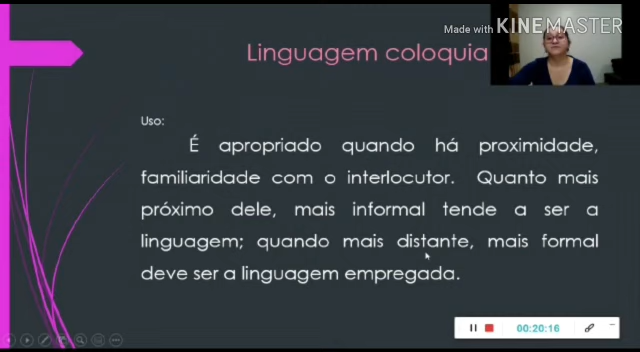 Made with KINEMASTER
Linguagem coloquia
Uso:
É apropriado quando há proximidade,
familiaridade com o interlocutor. Quanto mais
próximo dele, mais informal tende a ser a
linguagem; quando mais distante, mais formal
deve ser a linguagem empregada.
00:20:16